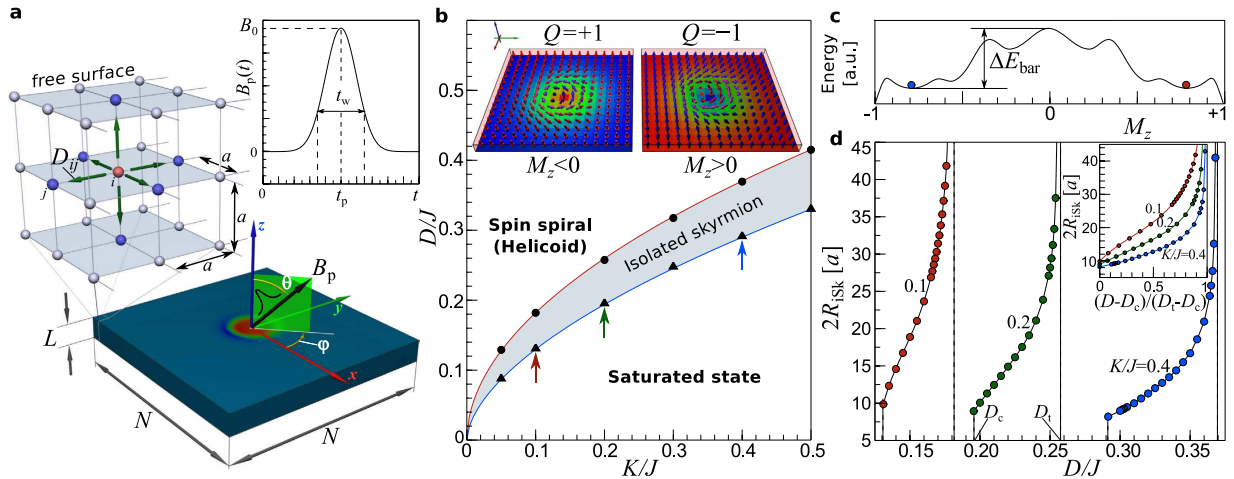 a
free surface
D_ij
i
j
a
a
a
B_0
B_p(t)
t_w
0
0
t_p
t
z
θ
B_p
y
φ
x
L
N
N
b
Q=+1
Q=−1
M_z<0
M_z>0
Spin spiral
(Helicoid)
Isolated skyrmion
Saturated state
D/J
0.5
0.4
0.3
0.2
0.1
0
0
0.1
0.2
0.3
0.4
0.5
K/J
c
Energy
[a.u.]
ΔE_bar
-1
0
+1
M_z
d
2R_iSk [a]
45
40
35
30
25
20
15
10
5
0.1
0.2
K/J=0.4
D_c
D_t
0.15
0.20
0.25
0.30
0.35
D/J
2R_iSk [a]
40
30
20
10
0
0
1
0.1
0.2
K/J=0.4
(D-D_c)/(D_t-D_c)